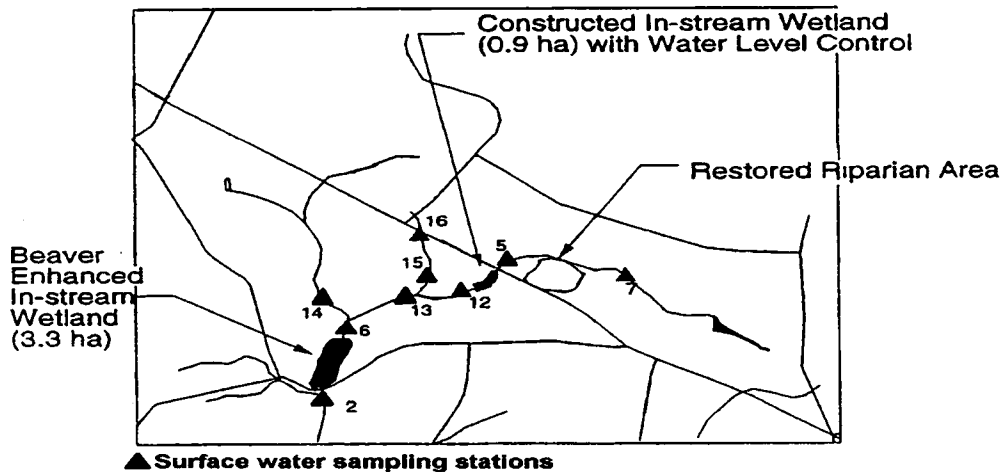 Constructed In-stream Wetland
(0.9 ha) with Water Level Control
Restored Riparian Area
16
5
Beaver
Enhanced
In-stream
Wetland
(3.3 ha)
15
7
14
13
12
6
2
Surface water sampling stations